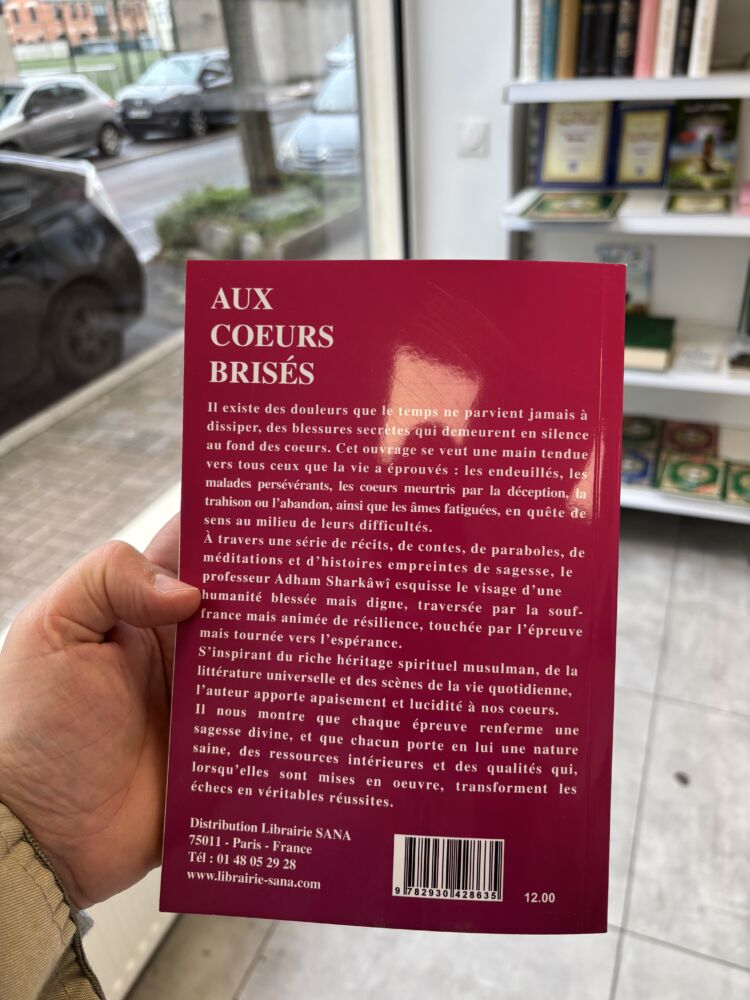 AUX
COEURS
BRISÉS
Il existe des douleurs que le temps ne parvient jamais à
dissiper, des blessures secrètes qui demeurent en silence
au fond des coeurs. Cet ouvrage se veut une main tendue
vers tous ceux que la vie a éprouvés : les endeuillés, les
malades persévérants, les coeurs meurtris par la déception, la
trahison ou l'abandon, ainsi que les âmes fatiguées, en quête de
sens au milieu de leurs difficultés.
À travers une série de récits, de contes, de paraboles, de
méditations et d'histoires empreintes de sagesse, le
professeur Adham Sharkâwî esquisse le visage d'une
humanité blessée mais digne, traversée par la souf-
france mais animée de résilience, touchée par l'épreuve
mais tournée vers l'espérance.
S'inspirant du riche héritage spirituel musulman, de la
littérature universelle et des scènes de la vie quotidienne,
l'auteur apporte apaisement et lucidité à nos coeurs.
Il nous montre que chaque épreuve renferme une
sagesse divine, et que chacun porte en lui une nature
saine, des ressources intérieures et des qualités qui,
lorsqu'elles sont mises en oeuvre, transforment les
échecs en véritables réussites.
Distribution Librairie SANA
75011 - Paris - France
Tél : 01 48 05 29 28
www.librairie-sana.com
9 782930 428635
12.00